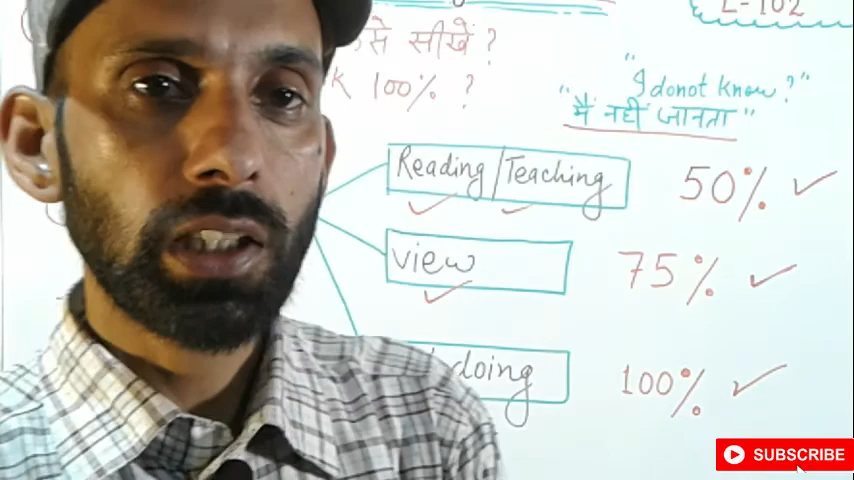 L-102
से सीखें ?
K 100% ?
"I donot know?"
"मैं नहीं जानता"
Reading/Teaching 50% ✓
view 75% ✓
doing 100% ✓
SUBSCRIBE